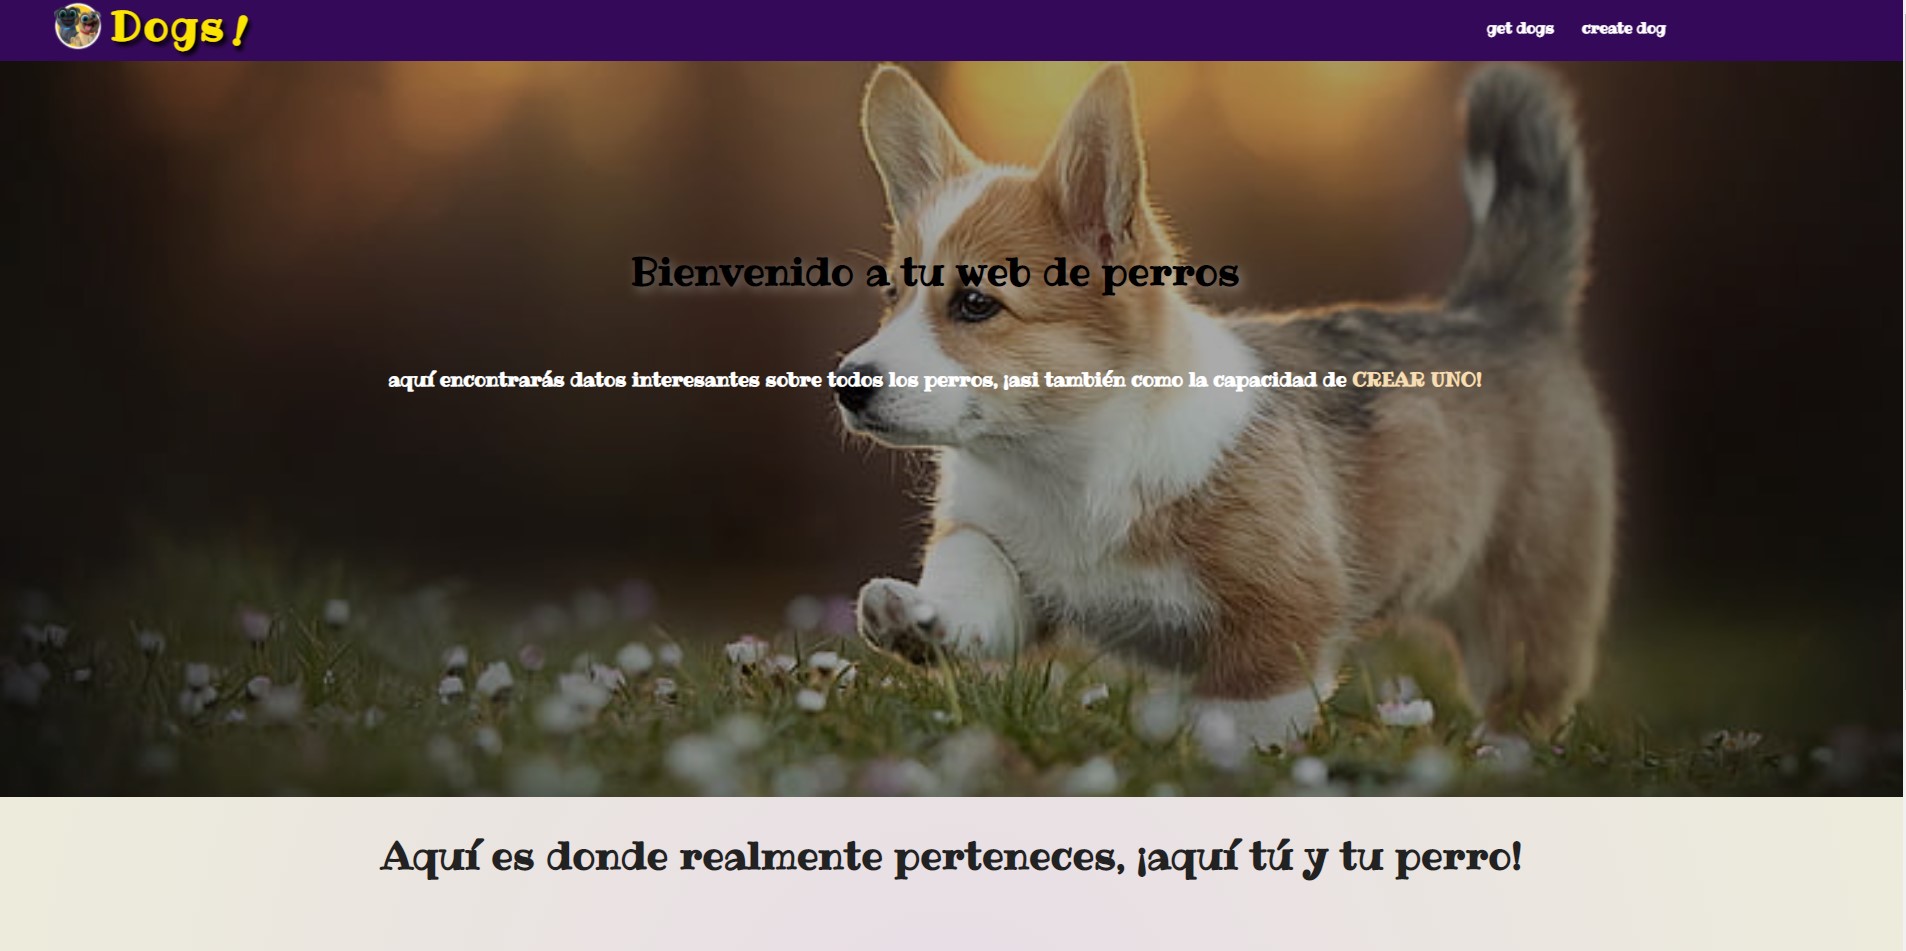 Dogs!
get dogs create dog
Bienvenido a tu web de perros
aquí encontrarás datos interesantes sobre todos los perros, ¡asi también como la capacidad de CREAR UNO!
Aquí es donde realmente perteneces, ¡aquí tú y tu perro!